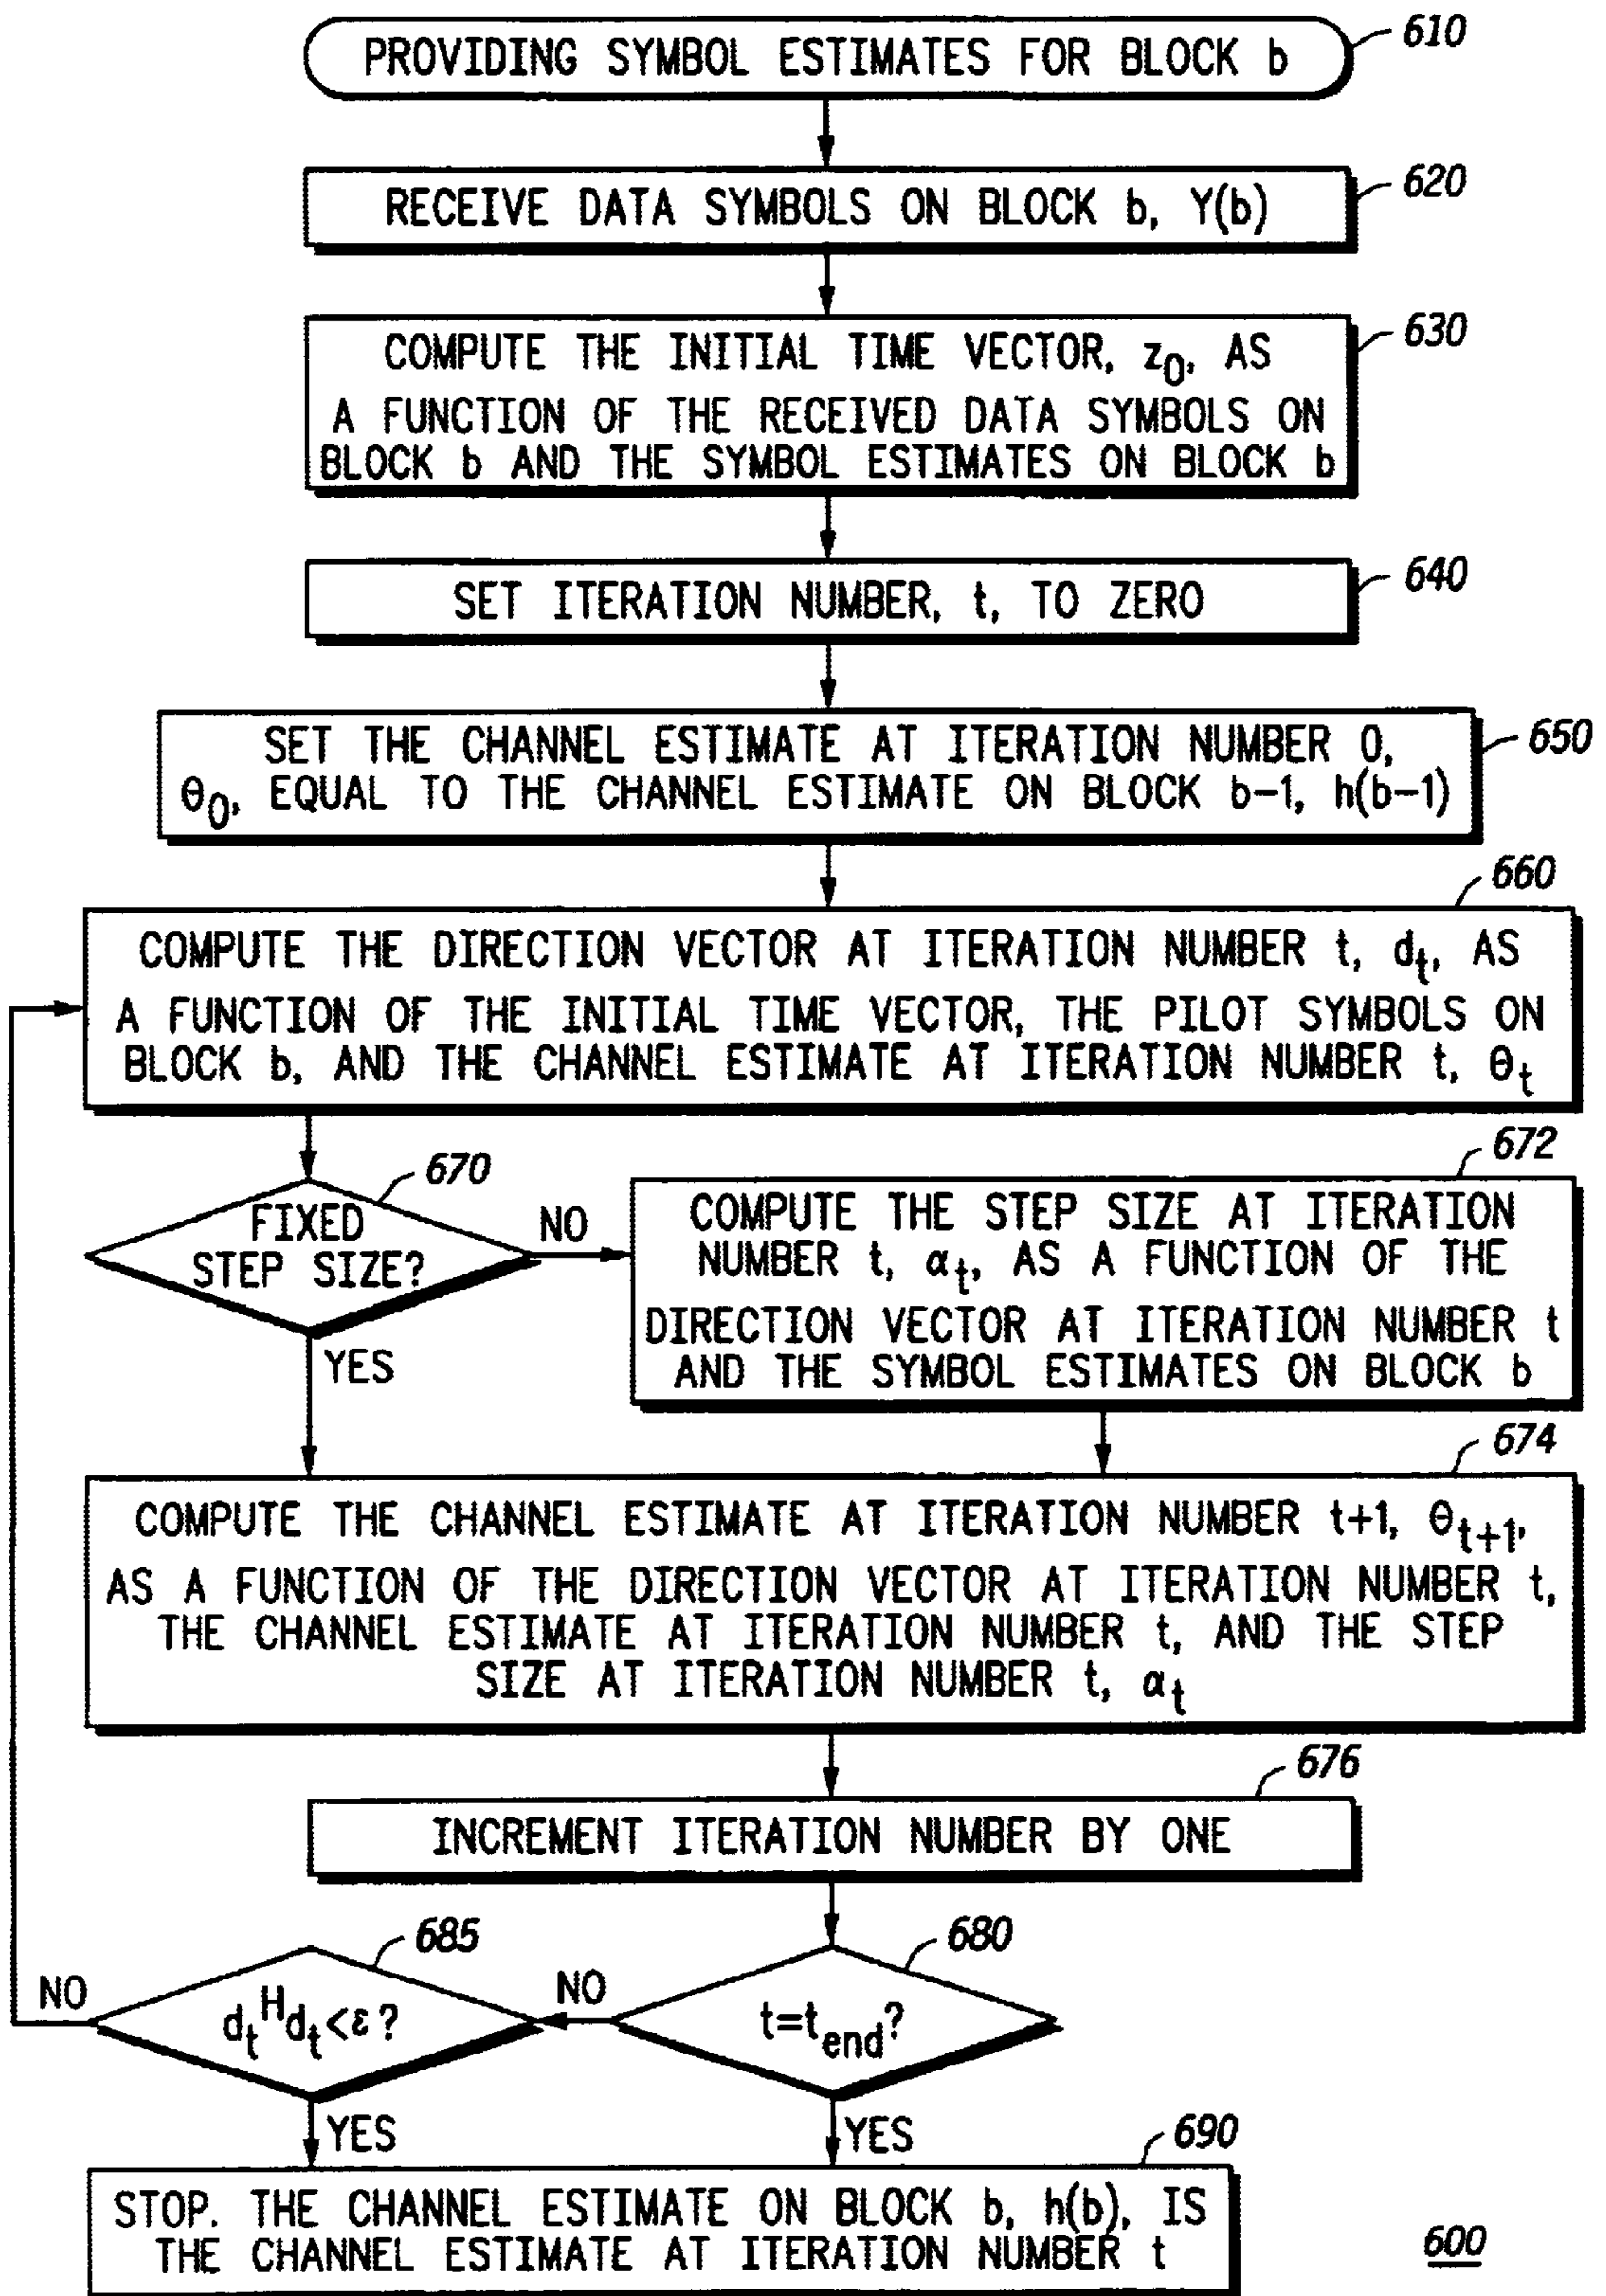 PROVIDING SYMBOL ESTIMATES FOR BLOCK b
610
RECEIVE DATA SYMBOLS ON BLOCK b, Y(b)
620
COMPUTE THE INITIAL TIME VECTOR, z₀, AS
A FUNCTION OF THE RECEIVED DATA SYMBOLS ON
BLOCK b AND THE SYMBOL ESTIMATES ON BLOCK b
630
SET ITERATION NUMBER, t, TO ZERO
640
SET THE CHANNEL ESTIMATE AT ITERATION NUMBER 0,
θ₀, EQUAL TO THE CHANNEL ESTIMATE ON BLOCK b-1, h(b-1)
650
660
COMPUTE THE DIRECTION VECTOR AT ITERATION NUMBER t, dₜ, AS
A FUNCTION OF THE INITIAL TIME VECTOR, THE PILOT SYMBOLS ON
BLOCK b, AND THE CHANNEL ESTIMATE AT ITERATION NUMBER t, θₜ
670
FIXED
STEP SIZE?
NO
YES
672
COMPUTE THE STEP SIZE AT ITERATION
NUMBER t, αₜ, AS A FUNCTION OF THE
DIRECTION VECTOR AT ITERATION NUMBER t
AND THE SYMBOL ESTIMATES ON BLOCK b
674
COMPUTE THE CHANNEL ESTIMATE AT ITERATION NUMBER t+1, θₜ₊₁,
AS A FUNCTION OF THE DIRECTION VECTOR AT ITERATION NUMBER t,
THE CHANNEL ESTIMATE AT ITERATION NUMBER t, AND THE STEP
SIZE AT ITERATION NUMBER t, αₜ
676
INCREMENT ITERATION NUMBER BY ONE
680
t=t_end?
NO
YES
685
dₜᴴdₜ<ε?
NO
YES
690
STOP. THE CHANNEL ESTIMATE ON BLOCK b, h(b), IS
THE CHANNEL ESTIMATE AT ITERATION NUMBER t
600